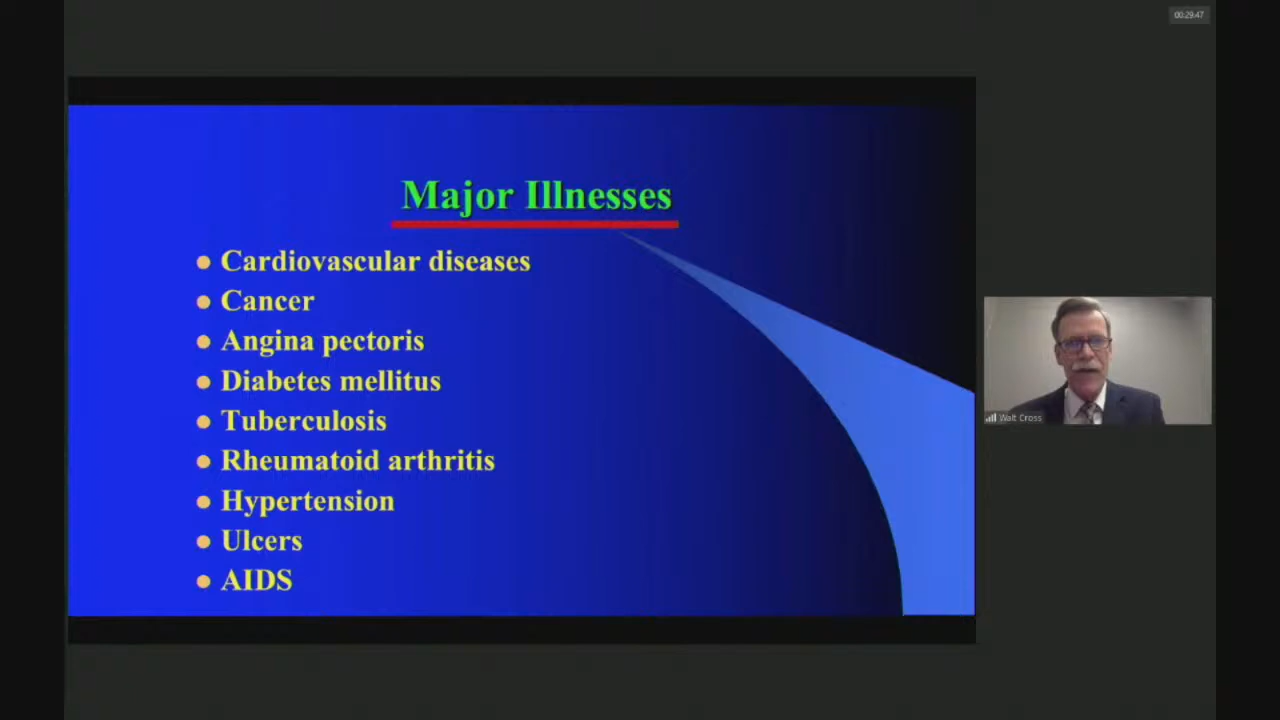 00:29:47
Major Illnesses
Cardiovascular diseases
Cancer
Angina pectoris
Diabetes mellitus
Tuberculosis
Rheumatoid arthritis
Hypertension
Ulcers
AIDS
Walt Cross